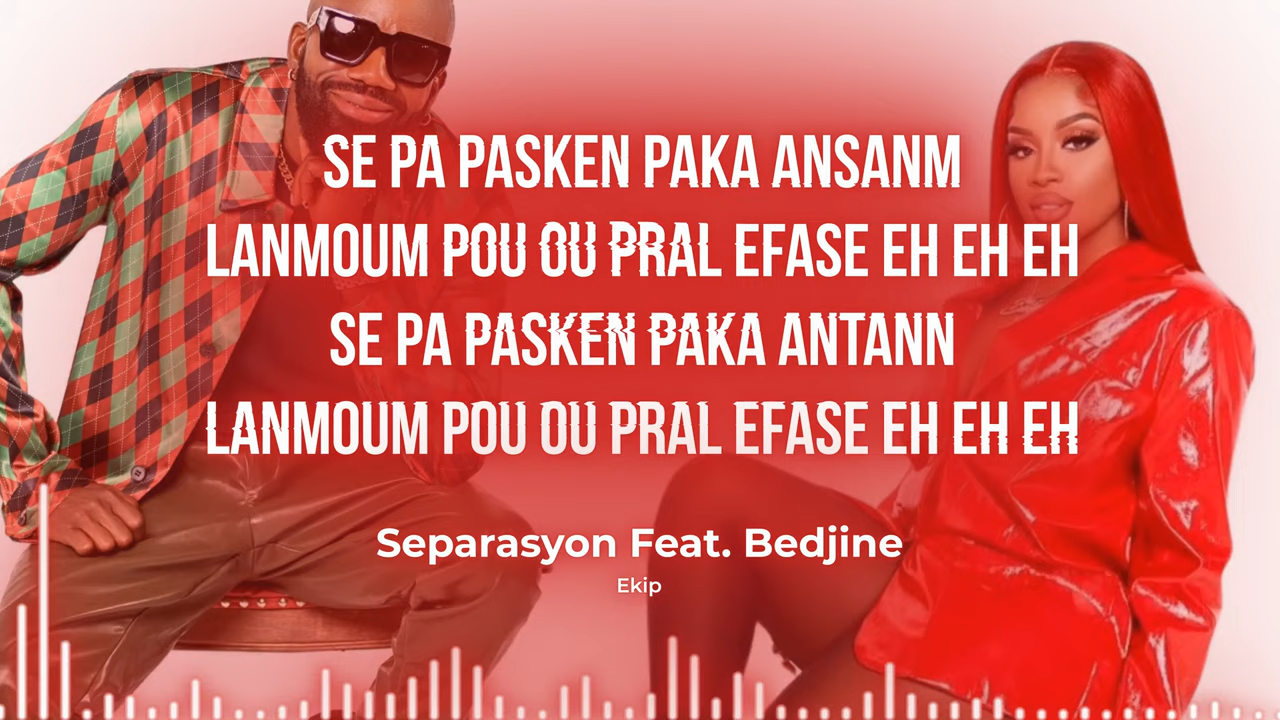 SE PA PASKEN PAKA ANSANM
LANMOUM POU OU PRAL EFASE EH EH EH
SE PA PASKEN PAKA ANTANN
LANMOUM POU OU PRAL EFASE EH EH EH
Separasyon Feat. Bedjine
Ekip